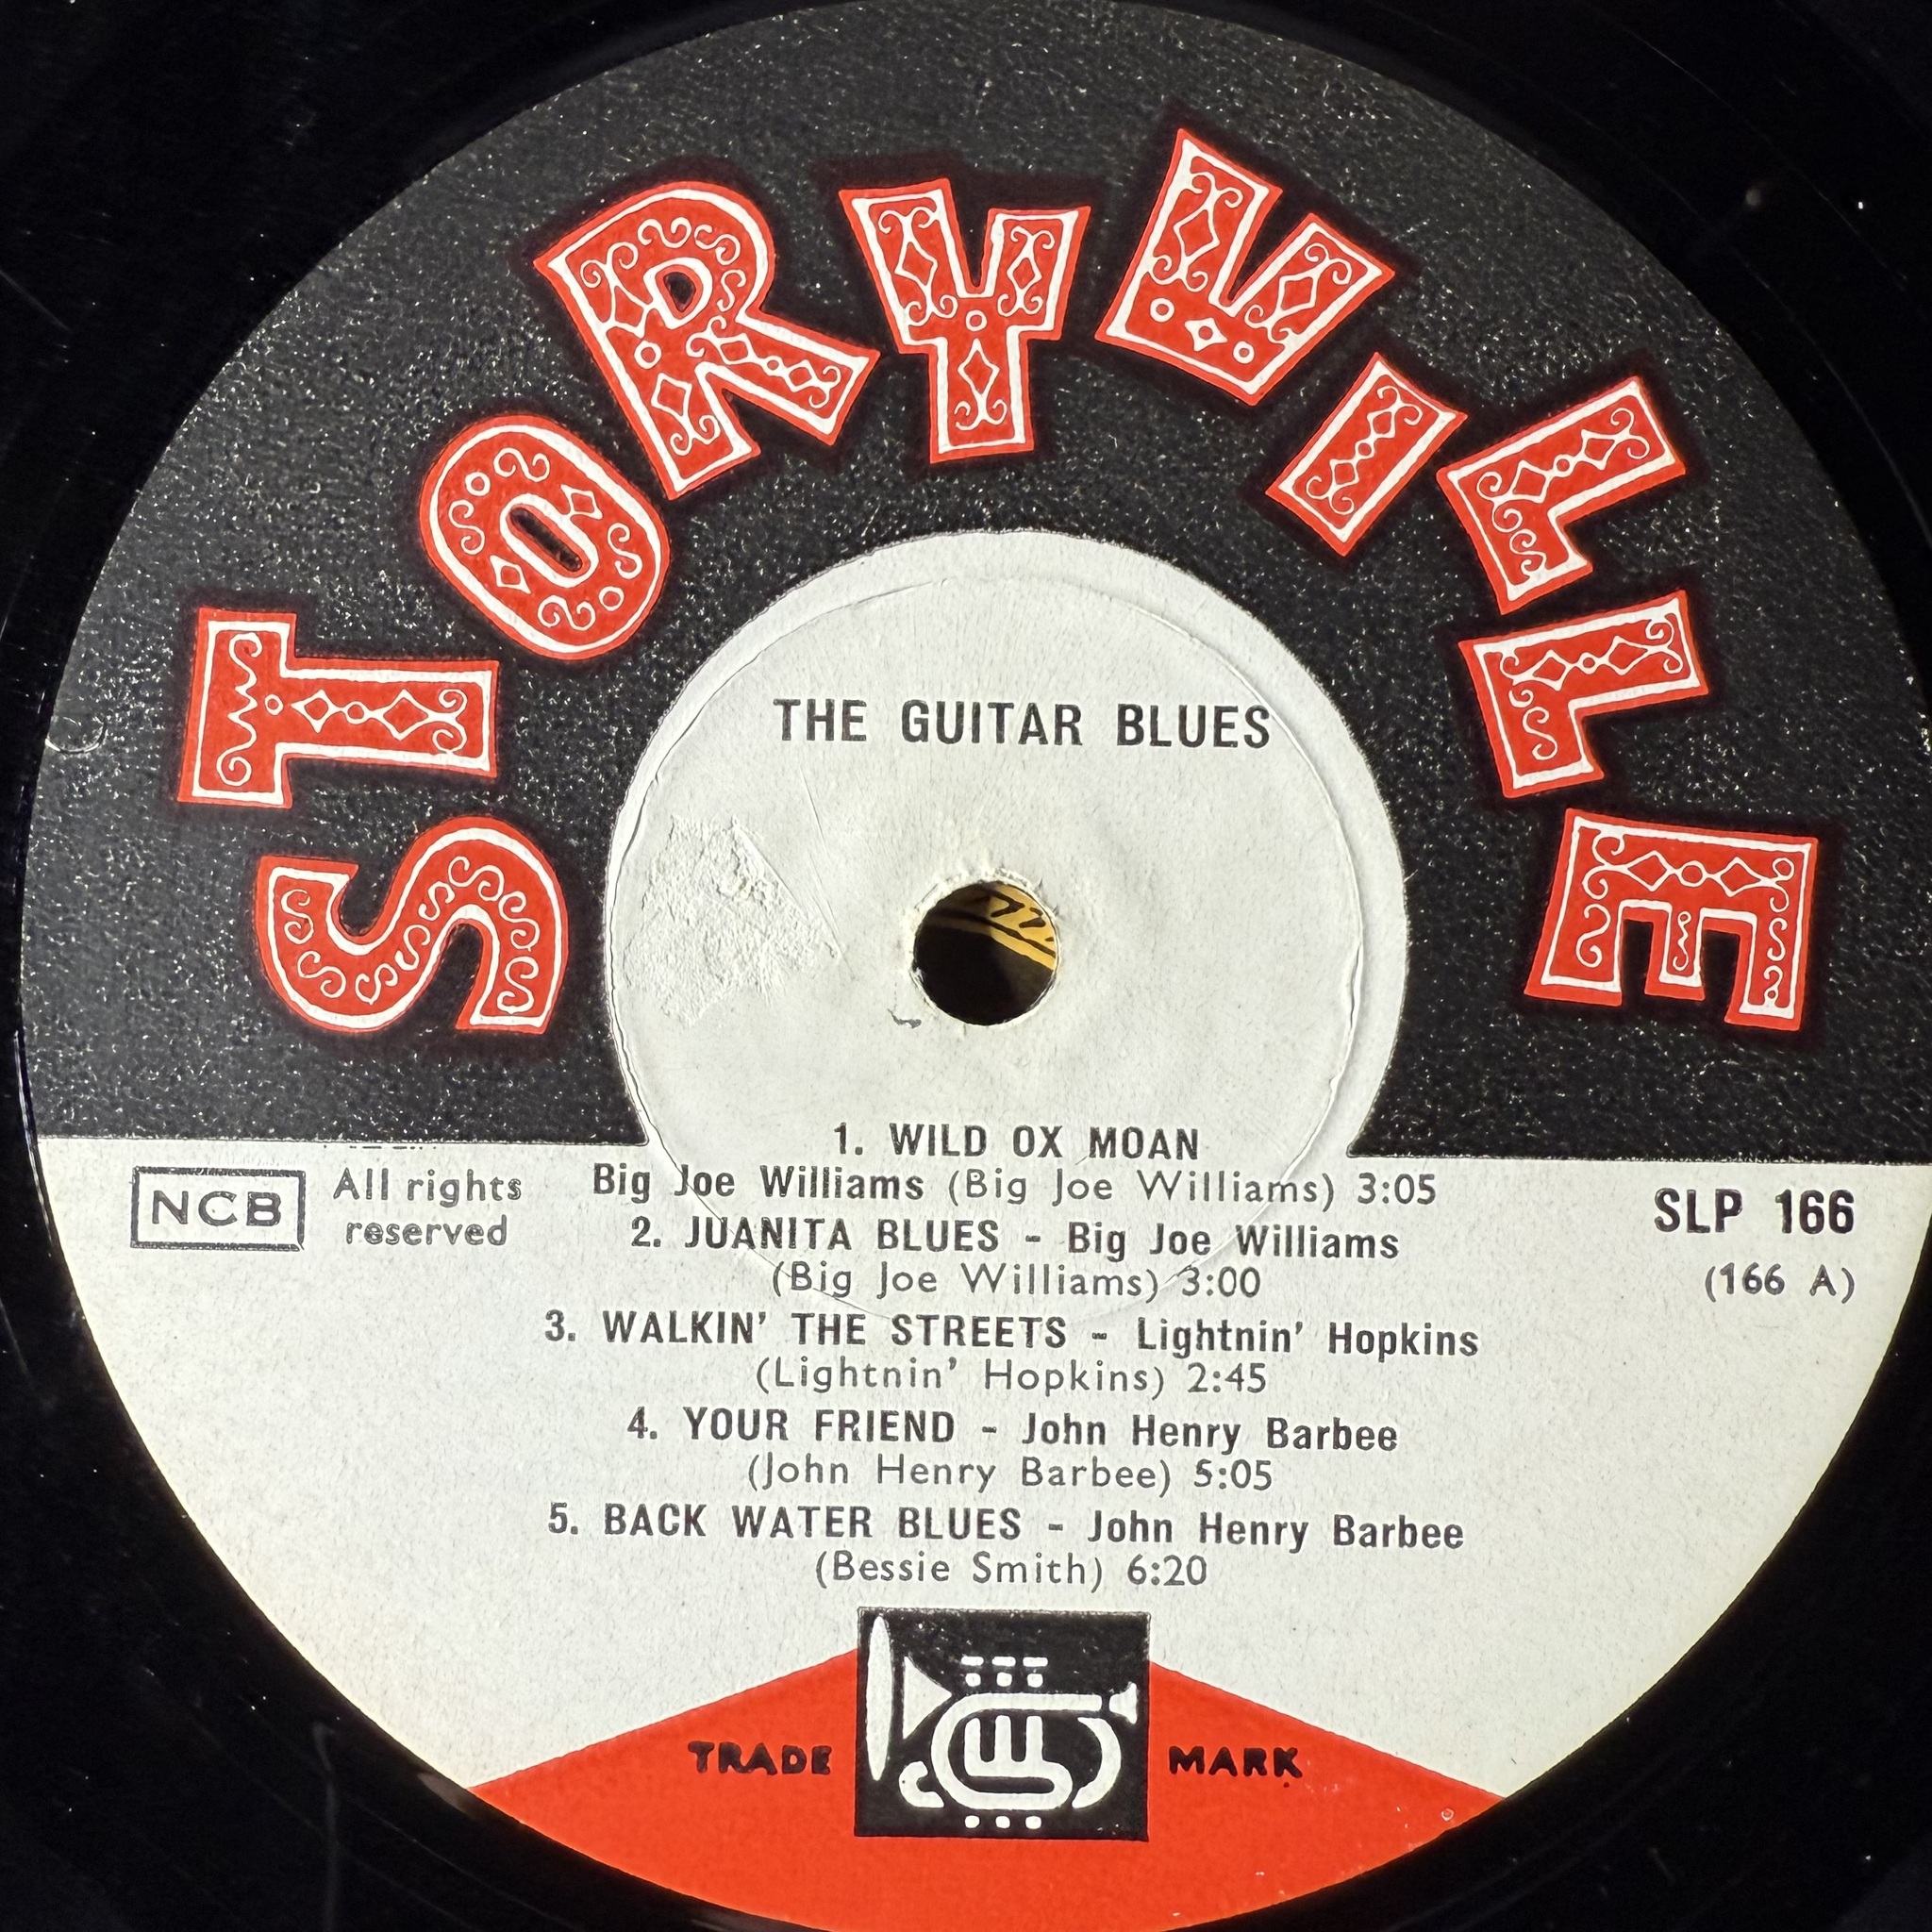 STORYVILLE
THE GUITAR BLUES
1. WILD OX MOAN
Big Joe Williams (Big Joe Williams) 3:05
2. JUANITA BLUES - Big Joe Williams
(Big Joe Williams) 3:00
3. WALKIN' THE STREETS - Lightnin' Hopkins
(Lightnin' Hopkins) 2:45
4. YOUR FRIEND - John Henry Barbee
(John Henry Barbee) 5:05
5. BACK WATER BLUES - John Henry Barbee
(Bessie Smith) 6:20
NCB
All rights
reserved
SLP 166
(166 A)
TRADE MARK